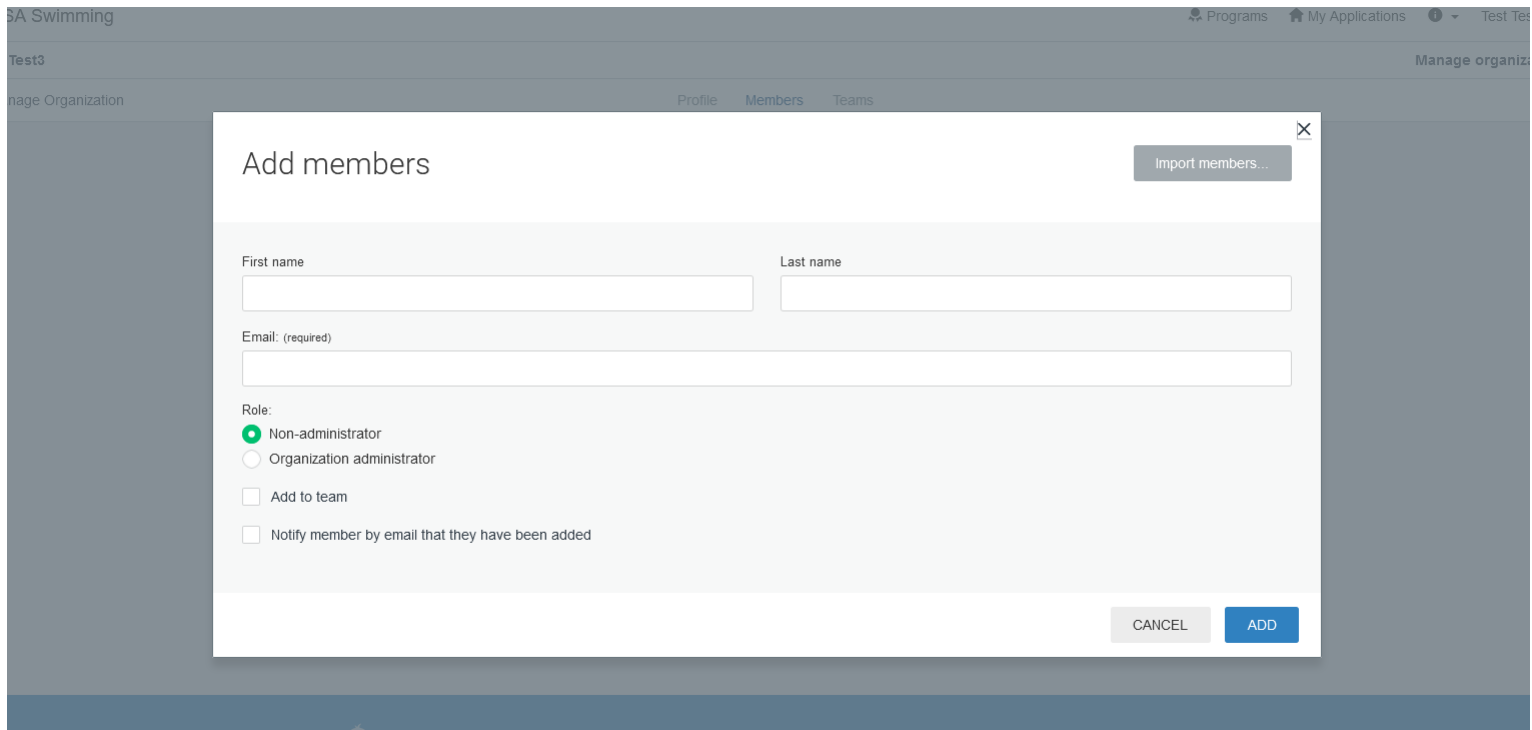 SA Swimming Programs My Applications Test Tes
Test3 Manage organiza
nage Organization Profile Members Teams
Add members
Import members...
First name Last name
Email: (required)
Role:
Non-administrator
Organization administrator
Add to team
Notify member by email that they have been added
CANCEL ADD